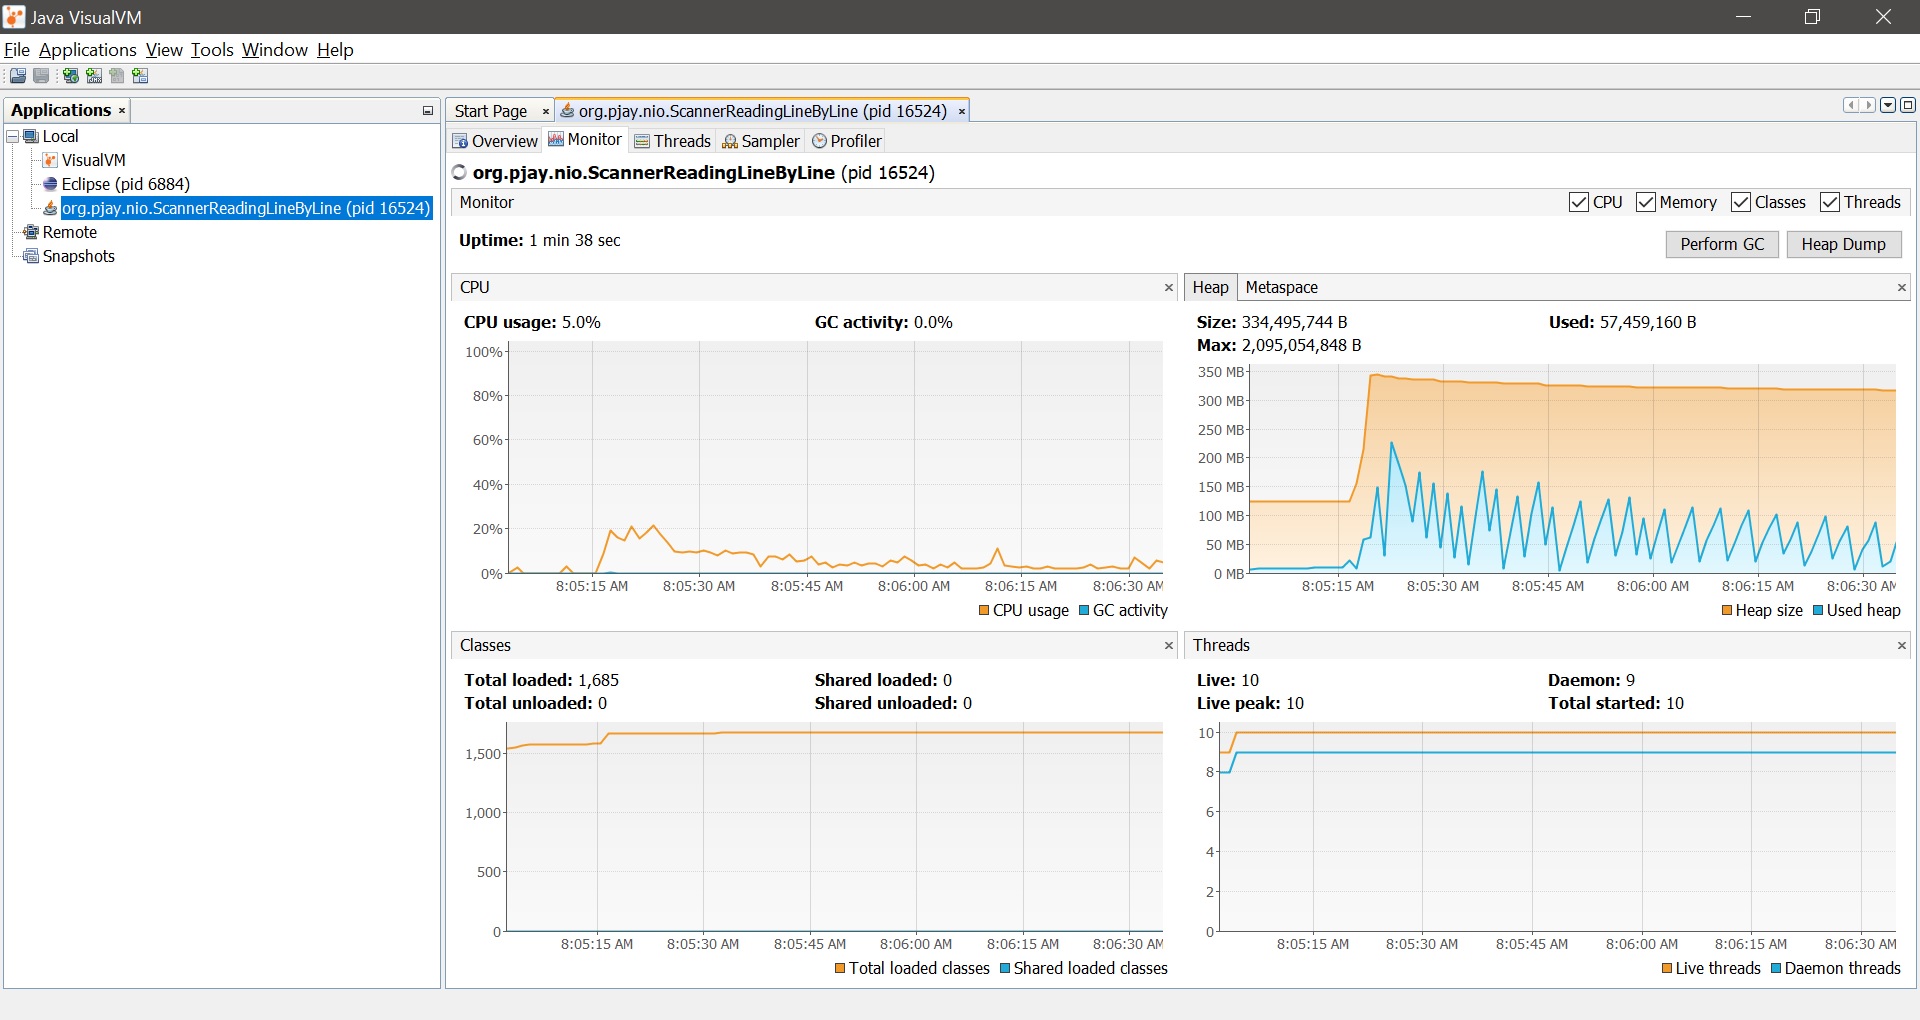 Java VisualVM
File Applications View Tools Window Help
Applications
Local
VisualVM
Eclipse (pid 6884)
org.pjay.nio.ScannerReadingLineByLine (pid 16524)
Remote
Snapshots
Start Page org.pjay.nio.ScannerReadingLineByLine (pid 16524)
Overview Monitor Threads Sampler Profiler
org.pjay.nio.ScannerReadingLineByLine (pid 16524)
Monitor CPU Memory Classes Threads
Uptime: 1 min 38 sec
Perform GC Heap Dump
CPU
CPU usage: 5.0% GC activity: 0.0%
100%
80%
60%
40%
20%
0%
8:05:15 AM 8:05:30 AM 8:05:45 AM 8:06:00 AM 8:06:15 AM 8:06:30 AM
CPU usage GC activity
Heap Metaspace
Size: 334,495,744 B Used: 57,459,160 B
Max: 2,095,054,848 B
350 MB
300 MB
250 MB
200 MB
150 MB
100 MB
50 MB
0 MB
8:05:15 AM 8:05:30 AM 8:05:45 AM 8:06:00 AM 8:06:15 AM 8:06:30 AM
Heap size Used heap
Classes
Total loaded: 1,685 Shared loaded: 0
Total unloaded: 0 Shared unloaded: 0
1,500
1,000
500
0
8:05:15 AM 8:05:30 AM 8:05:45 AM 8:06:00 AM 8:06:15 AM 8:06:30 AM
Total loaded classes Shared loaded classes
Threads
Live: 10 Daemon: 9
Live peak: 10 Total started: 10
10
8
6
4
2
0
8:05:15 AM 8:05:30 AM 8:05:45 AM 8:06:00 AM 8:06:15 AM 8:06:30 AM
Live threads Daemon threads